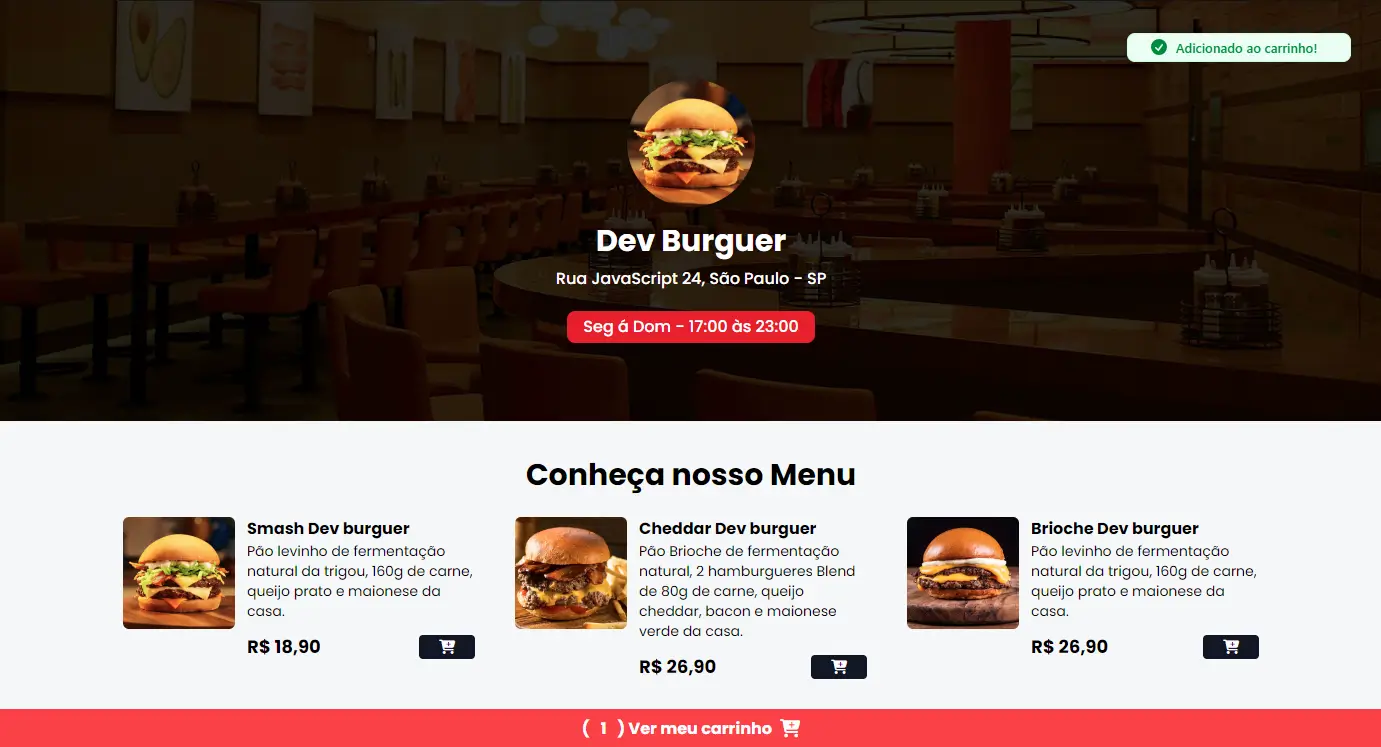 Adicionado ao carrinho!
Dev Burguer
Rua JavaScript 24, São Paulo - SP
Seg á Dom - 17:00 às 23:00
Conheça nosso Menu
Smash Dev burguer
Pão levinho de fermentação
natural da trigou, 160g de carne,
queijo prato e maionese da
casa.
R$ 18,90
Cheddar Dev burguer
Pão Brioche de fermentação
natural, 2 hamburgueres Blend
de 80g de carne, queijo
cheddar, bacon e maionese
verde da casa.
R$ 26,90
Brioche Dev burguer
Pão levinho de fermentação
natural da trigou, 160g de carne,
queijo prato e maionese da
casa.
R$ 26,90
( 1 ) Ver meu carrinho